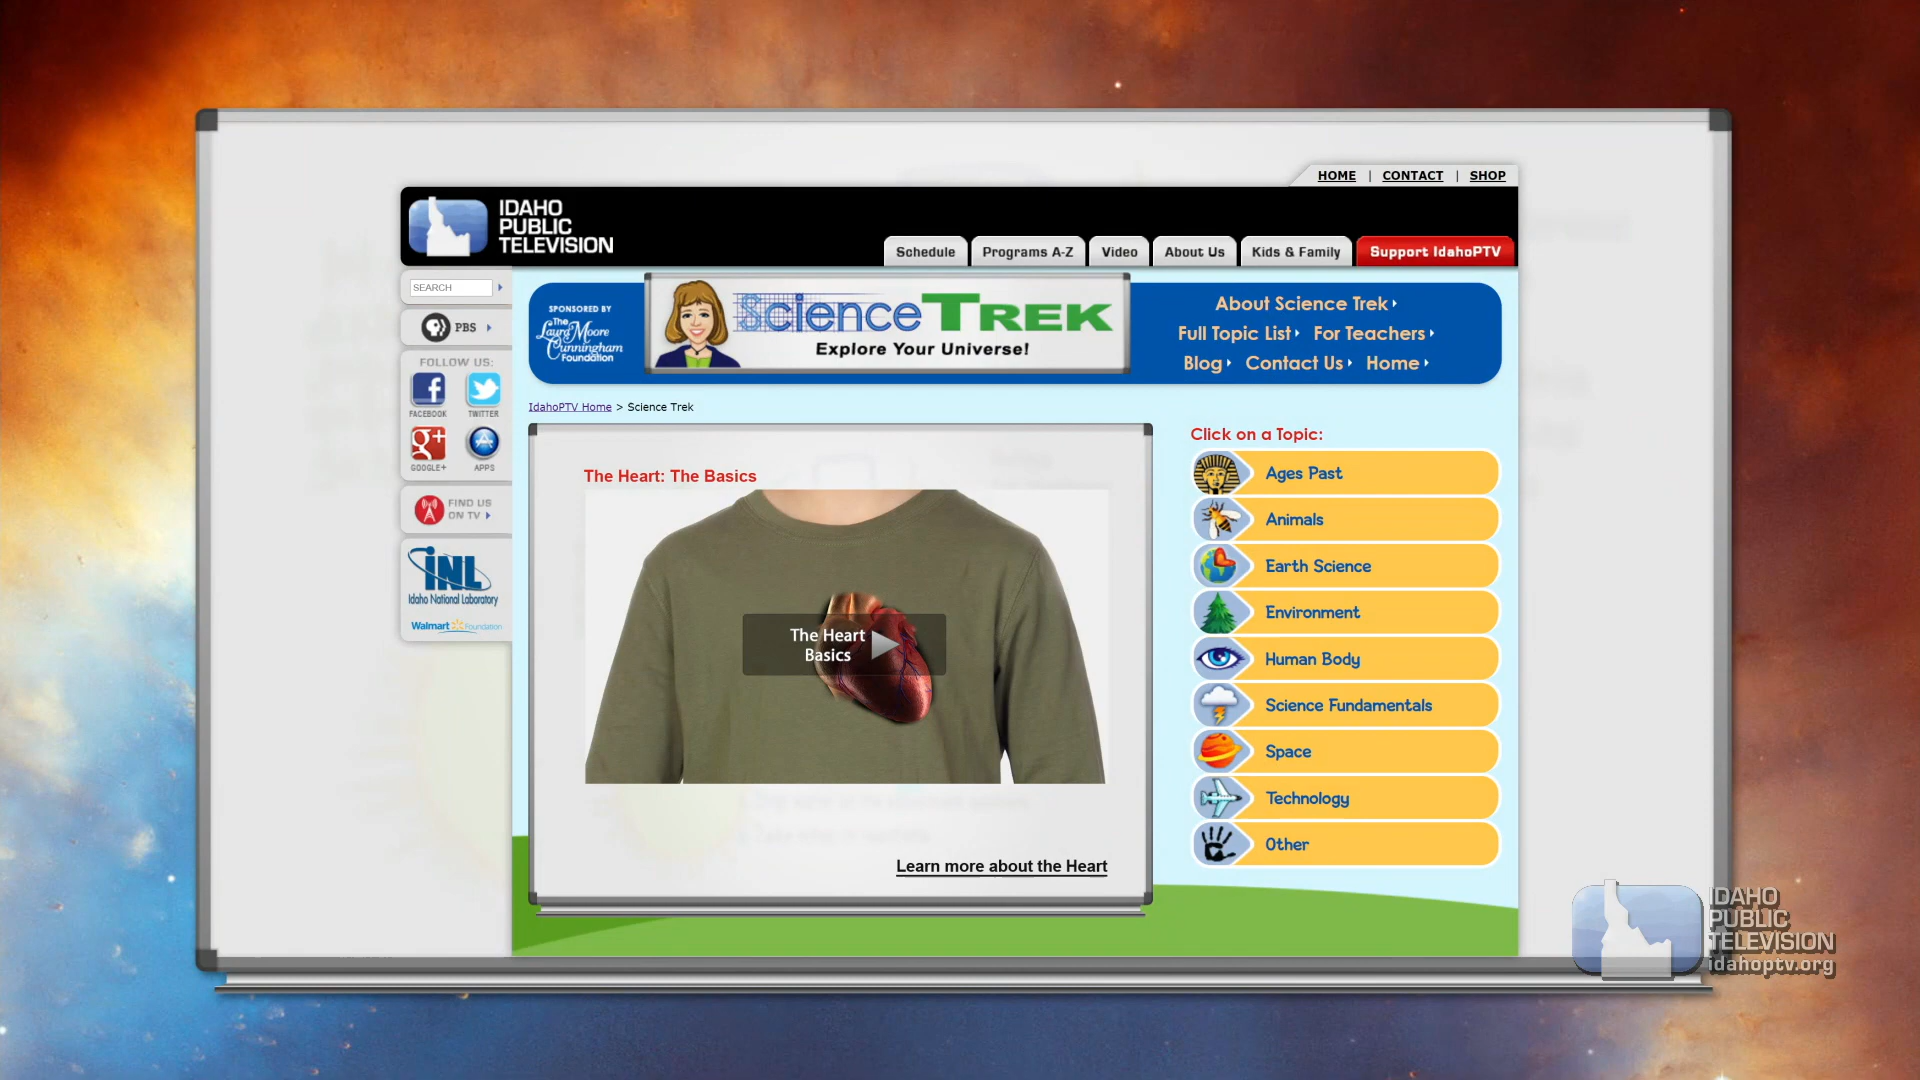 HOME | CONTACT | SHOP
IDAHO
PUBLIC
TELEVISION
Schedule
Programs A-Z
Video
About Us
Kids & Family
Support IdahoPTV
SEARCH
PBS
FOLLOW US:
FACEBOOK
TWITTER
GOOGLE+
APPS
FIND US
ON TV
INL
Idaho National Laboratory
Walmart Foundation
SPONSORED BY
The
Laura Moore
Cunningham
Foundation
Science TREK
Explore Your Universe!
About Science Trek
Full Topic List For Teachers
Blog Contact Us Home
IdahoPTV Home > Science Trek
The Heart: The Basics
The Heart
Basics
Learn more about the Heart
Click on a Topic:
Ages Past
Animals
Earth Science
Environment
Human Body
Science Fundamentals
Space
Technology
Other
IDAHO
PUBLIC
TELEVISION
idahoptv.org